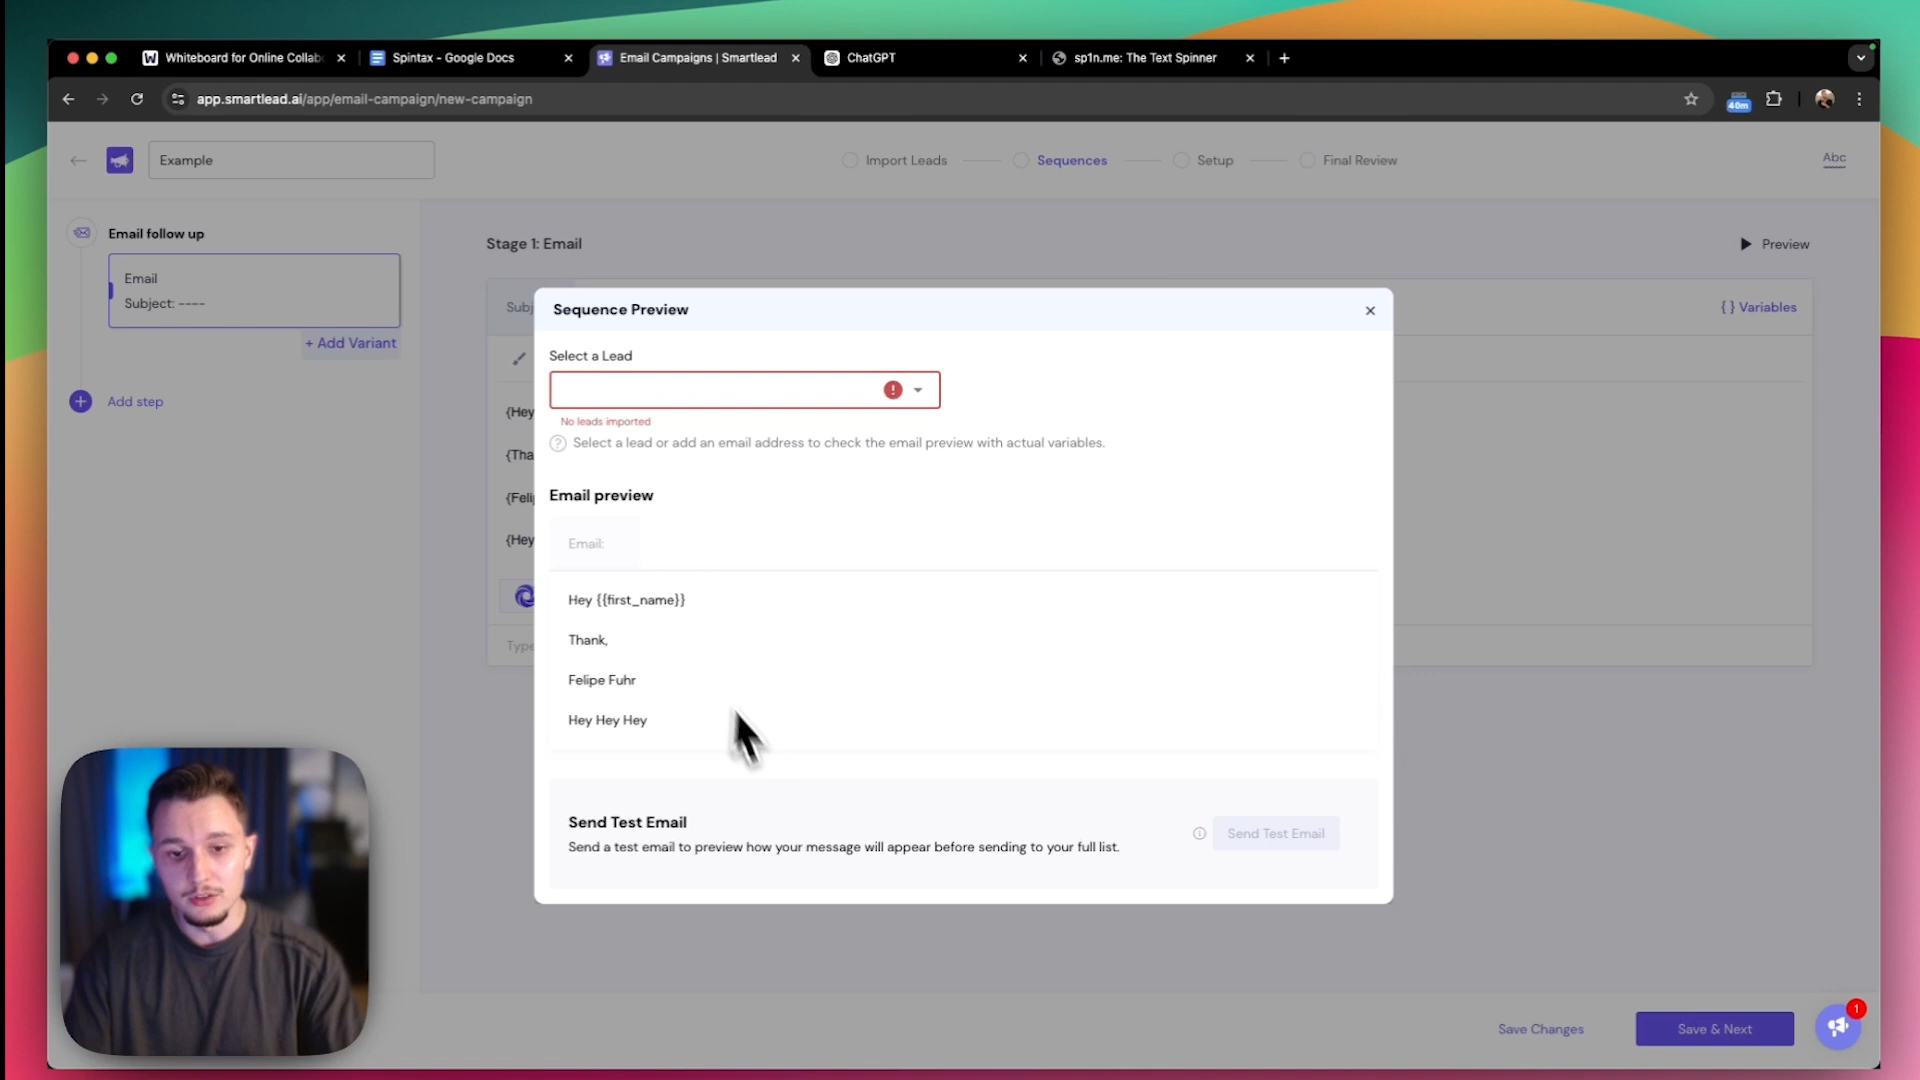 Whiteboard for Online Collab
Spintax - Google Docs
Email Campaigns | Smartlead
ChatGPT
sp1n.me: The Text Spinner
app.smartlead.ai/app/email-campaign/new-campaign
40m
Example
Import Leads
Sequences
Setup
Final Review
Abc
Email follow up
Email
Subject: ----
+ Add Variant
Add step
Stage 1: Email
Preview
Subj
{ } Variables
{Hey
{Tha
{Feli
{Hey
Type
Sequence Preview
Select a Lead
No leads imported
Select a lead or add an email address to check the email preview with actual variables.
Email preview
Email:
Hey {{first_name}}
Thank,
Felipe Fuhr
Hey Hey Hey
Send Test Email
Send a test email to preview how your message will appear before sending to your full list.
Send Test Email
Save Changes
Save & Next
1